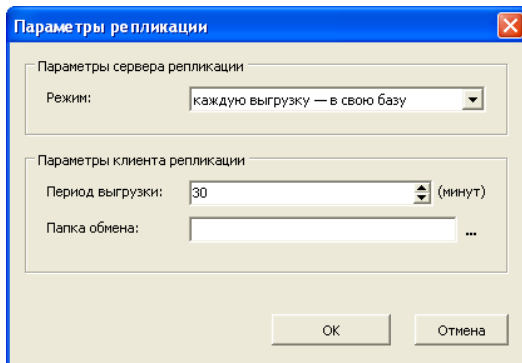 Параметры репликации
Параметры сервера репликации
Режим: каждую выгрузку — в свою базу
Параметры клиента репликации
Период выгрузки: 30 (минут)
Папка обмена: ...
ОК Отмена